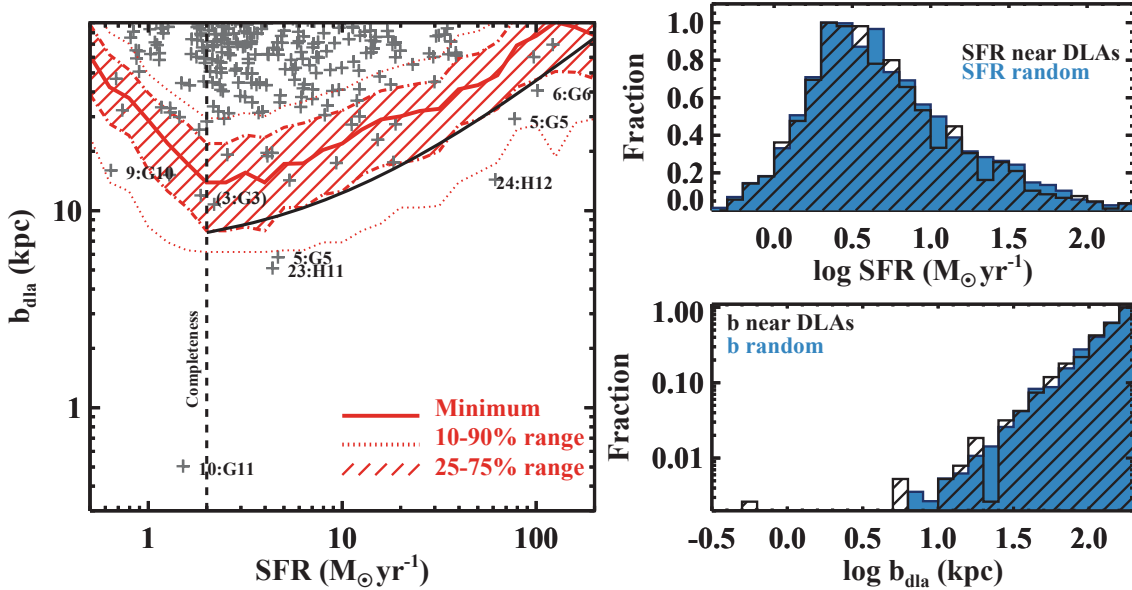 b_dla (kpc)
10
1
9:G10
(3:G3)
6:G6
5:G5
24:H12
5:G5
23:H11
Completeness
10:G11
Minimum
10-90% range
25-75% range
1 10 100
SFR (M⊙ yr⁻¹)
Fraction
1.0
0.8
0.6
0.4
0.2
0.0
SFR near DLAs
SFR random
0.0 0.5 1.0 1.5 2.0
log SFR (M⊙ yr⁻¹)
Fraction
1.00
0.10
0.01
b near DLAs
b random
-0.5 0.0 0.5 1.0 1.5 2.0
log b_dla (kpc)